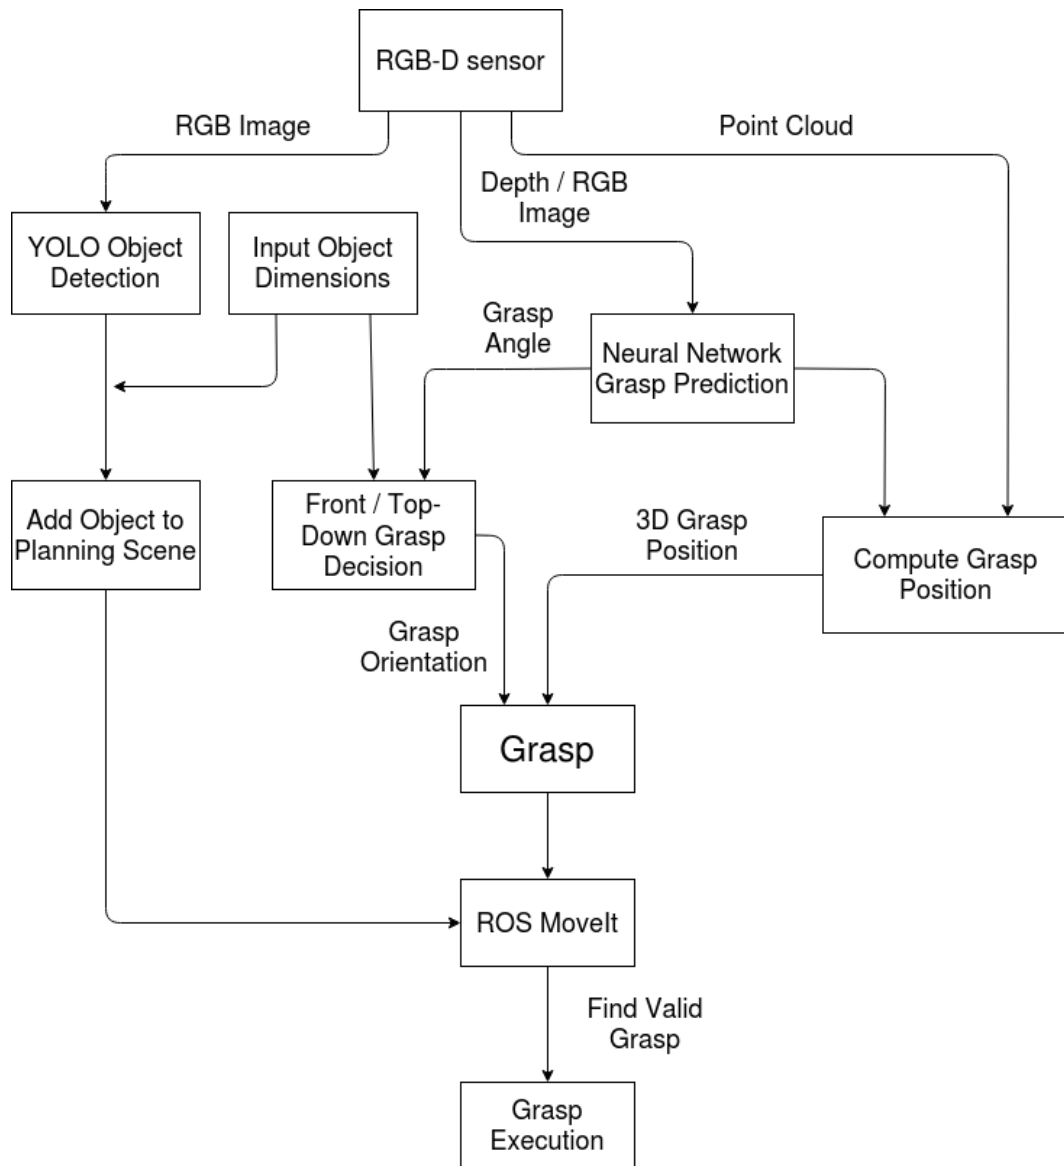 RGB-D sensor
RGB Image
Point Cloud
Depth / RGB
Image
YOLO Object
Detection
Input Object
Dimensions
Grasp
Angle
Neural Network
Grasp Prediction
Add Object to
Planning Scene
Front / Top-
Down Grasp
Decision
3D Grasp
Position
Compute Grasp
Position
Grasp
Orientation
Grasp
ROS MoveIt
Find Valid
Grasp
Grasp
Execution